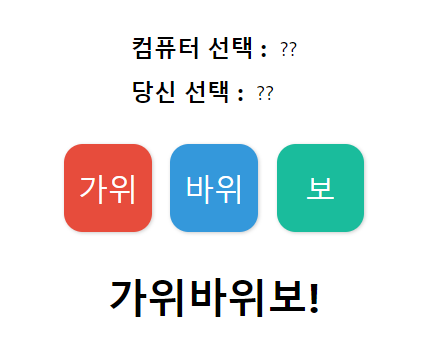 컴퓨터 선택 : ??
당신 선택 : ??
가위 바위 보
가위바위보!